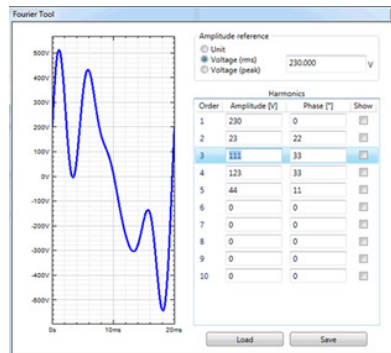 Fourier Tool
Amplitude reference
Unit
Voltage (rms)
Voltage (peak)
230.000 V
Harmonics
Order Amplitude [V] Phase [°] Show
1 230 0
2 23 22
3 111 33
4 123 33
5 44 11
6 0 0
7 0 0
8 0 0
9 0 0
10 0 0
Load Save
500V
400V
300V
200V
100V
0V
-100V
-200V
-300V
-400V
-500V
0s 10ms 20ms